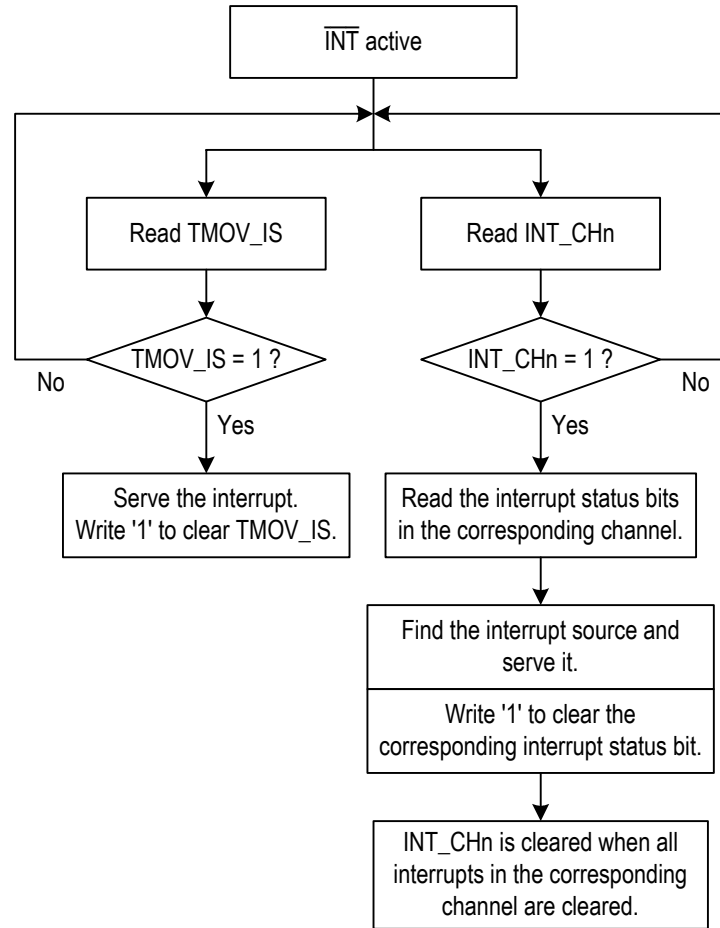 I̅N̅T̅ active
Read TMOV_IS
Read INT_CHn
TMOV_IS = 1 ?
INT_CHn = 1 ?
No
No
Yes
Yes
Serve the interrupt.
Write '1' to clear TMOV_IS.
Read the interrupt status bits
in the corresponding channel.
Find the interrupt source and
serve it.
Write '1' to clear the
corresponding interrupt status bit.
INT_CHn is cleared when all
interrupts in the corresponding
channel are cleared.